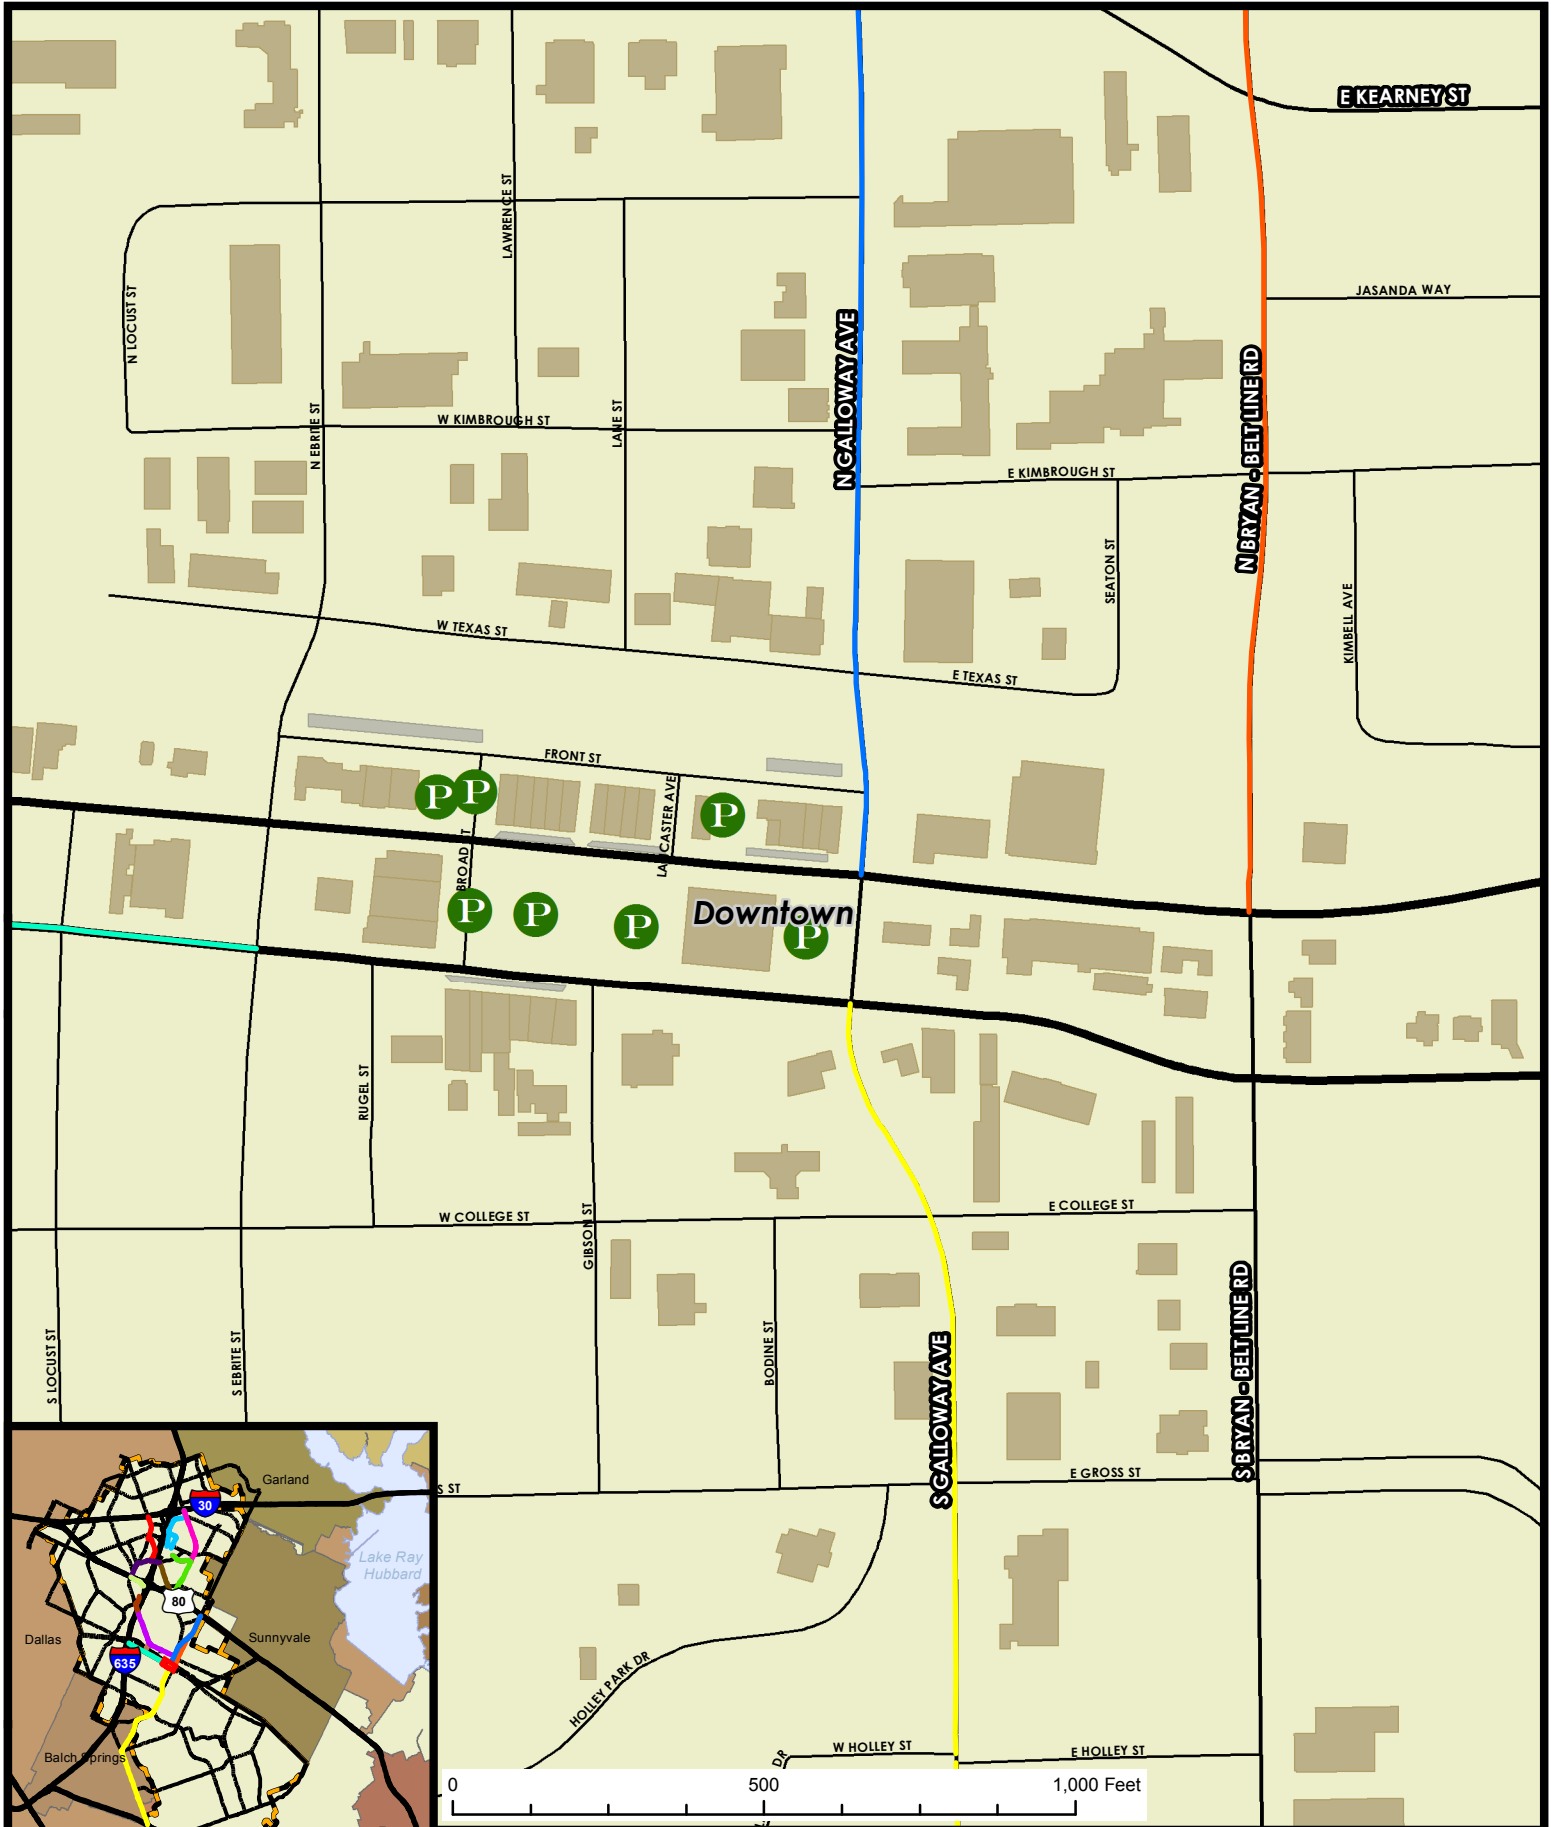 E KEARNEY ST
LAWRENCE ST
N LOCUST ST
JASANDA WAY
N GALLOWAY AVE
N BRYAN - BELT LINE RD
N EBRITE ST
W KIMBROUGH ST
LANE ST
E KIMBROUGH ST
SEATON ST
KIMBELL AVE
W TEXAS ST
E TEXAS ST
FRONT ST
P
P
P
LANCASTER AVE
BROAD ST
P
P
P
Downtown
P
RUGEL ST
W COLLEGE ST
GIBSON ST
E COLLEGE ST
S LOCUST ST
S EBRITE ST
BODINE ST
S GALLOWAY AVE
S BRYAN - BELT LINE RD
S ST
E GROSS ST
HOLLEY PARK DR
DR
W HOLLEY ST
E HOLLEY ST
Garland
30
Lake Ray
Hubbard
80
Dallas
Sunnyvale
635
Balch Springs
0 500 1,000 Feet